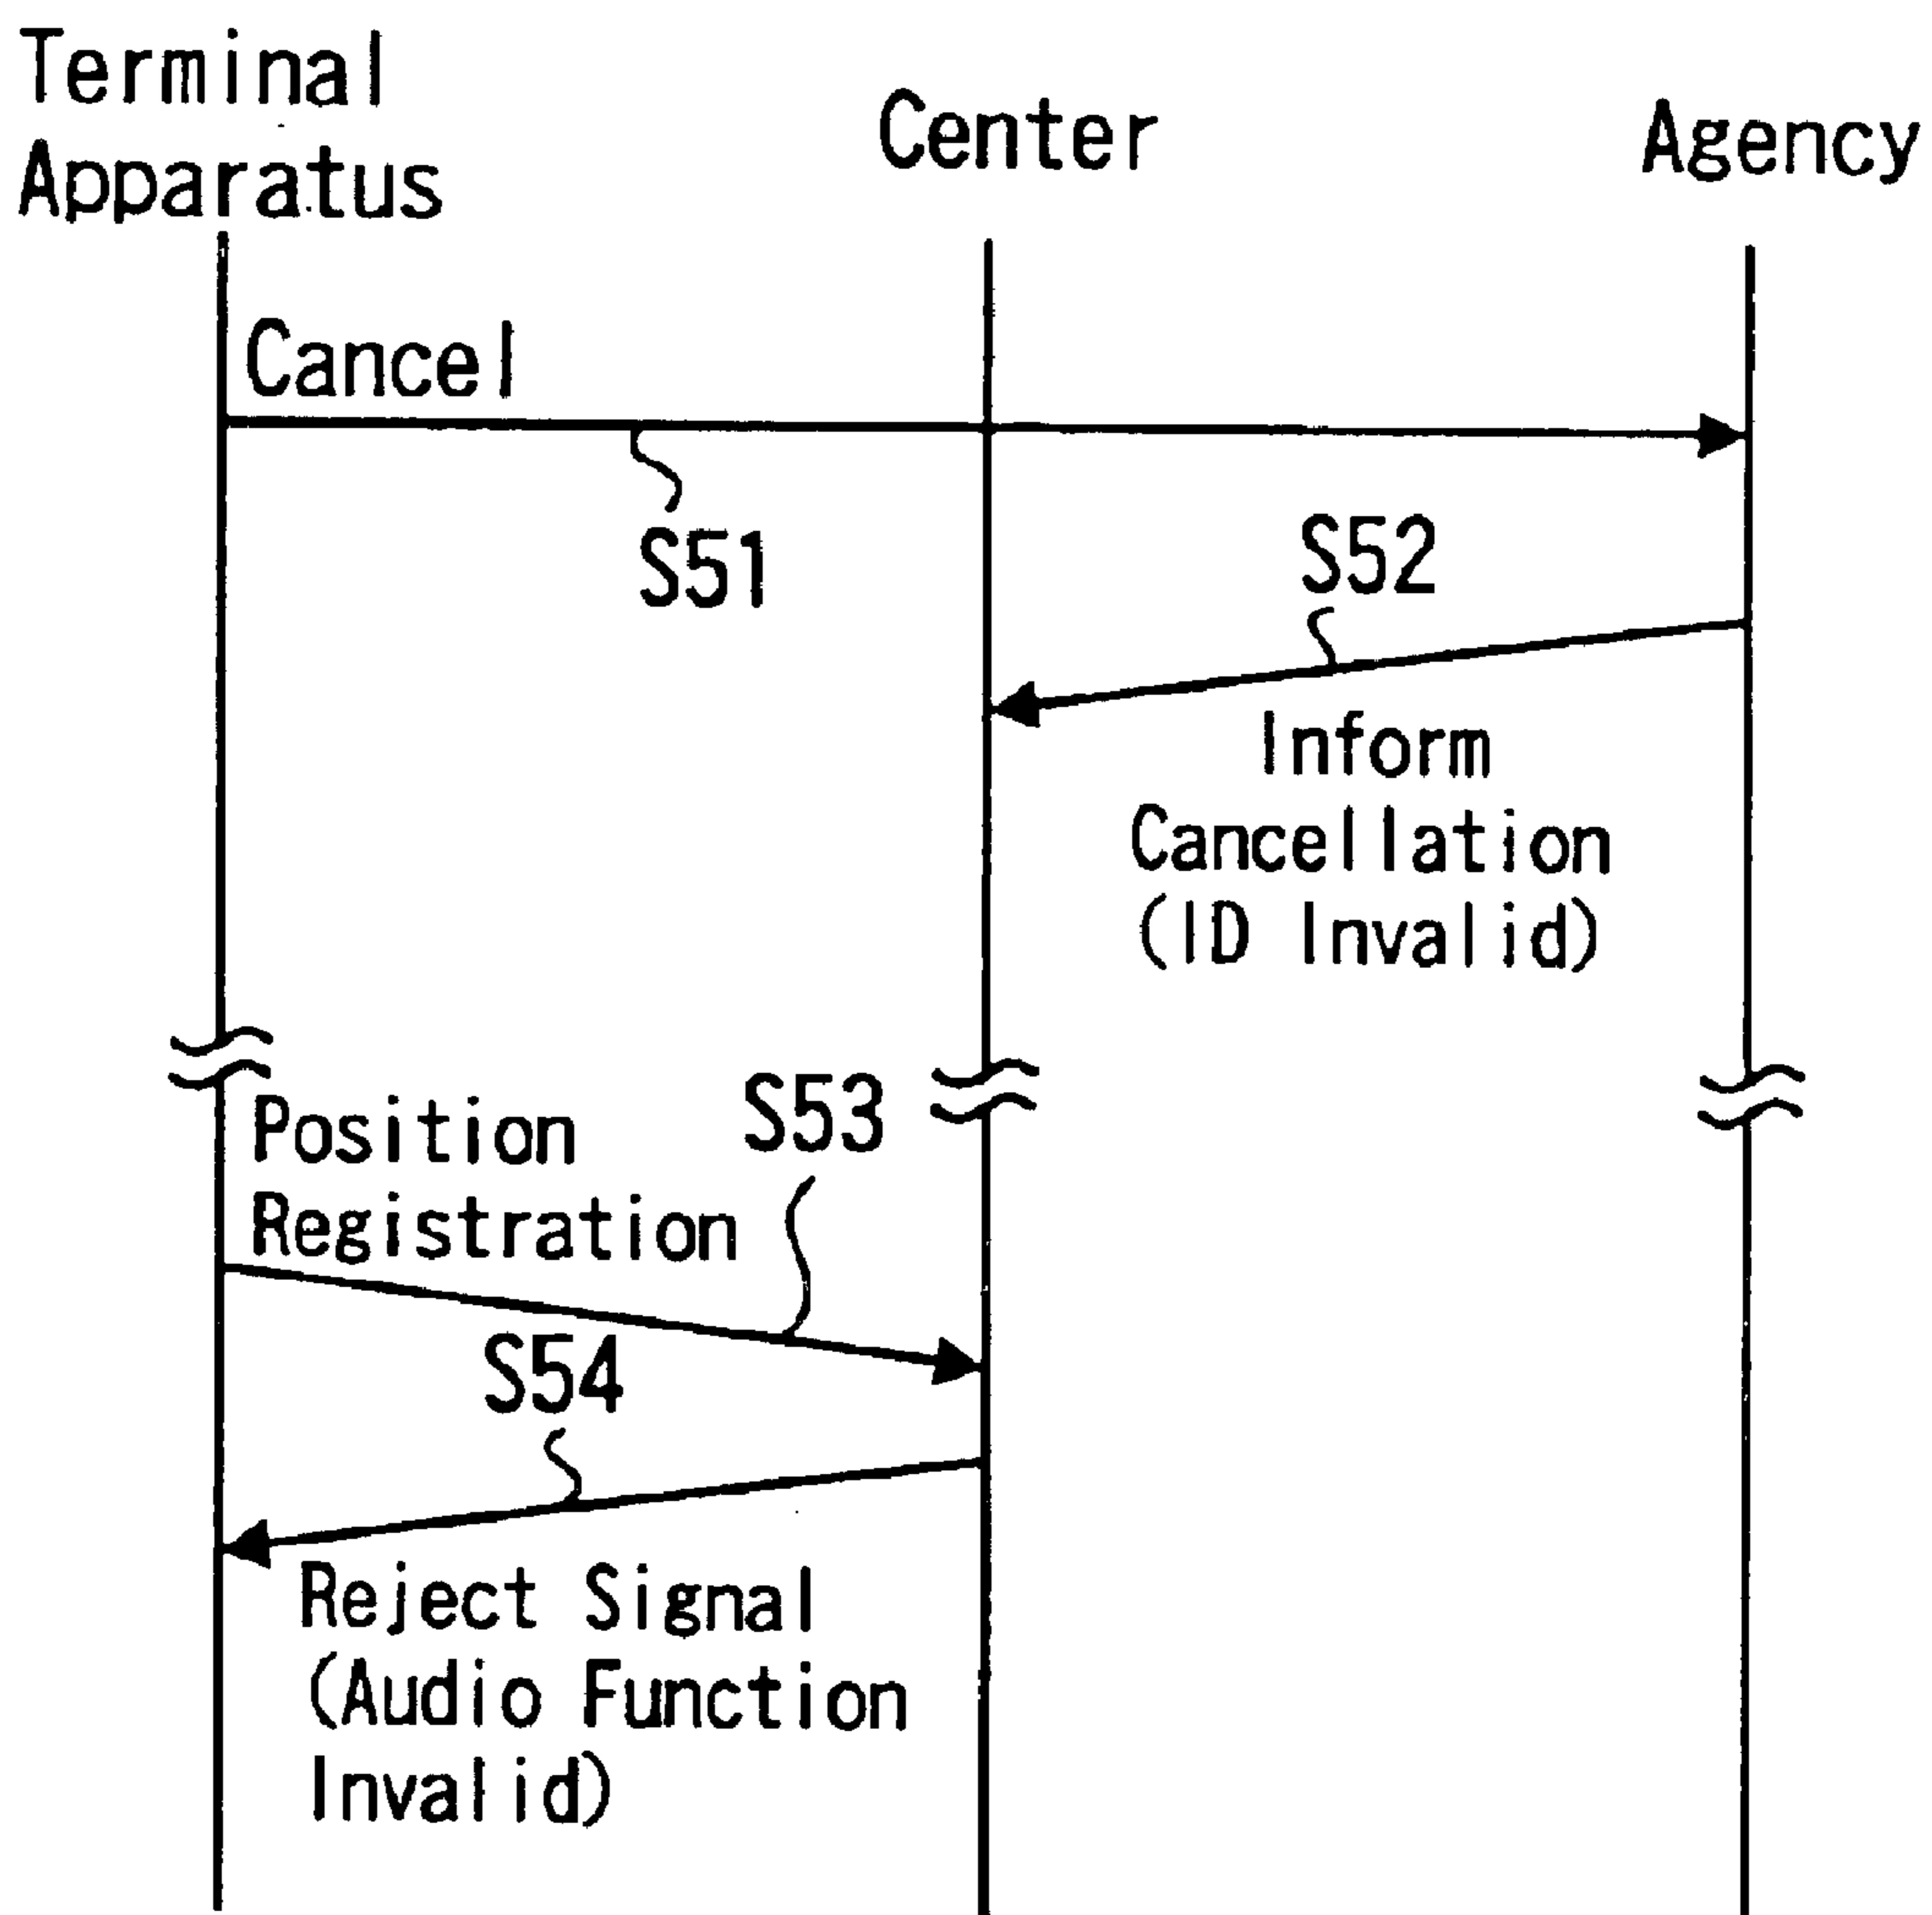 Terminal
Apparatus
Center
Agency
Cancel
S51
S52
Inform
Cancellation
(ID Invalid)
Position
Registration
S53
S54
Reject Signal
(Audio Function
Invalid)